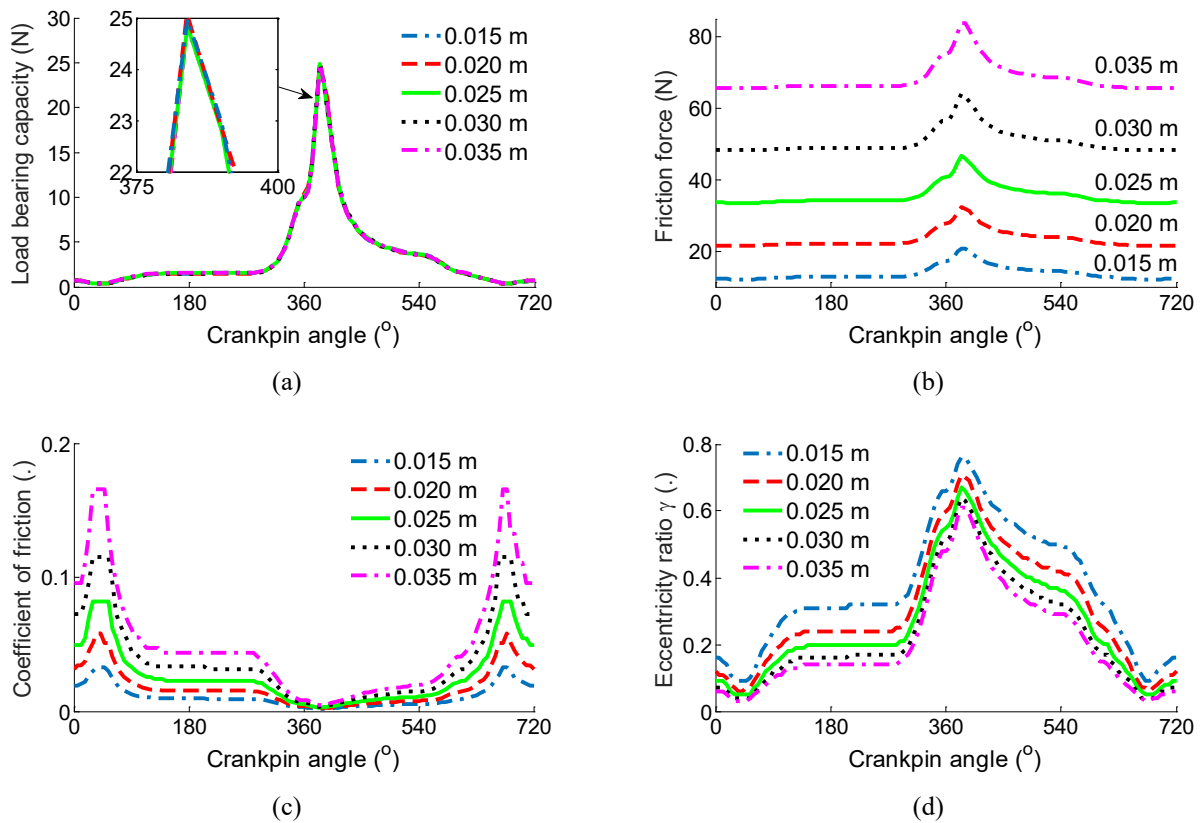 Load bearing capacity (N)
30
25
20
15
10
5
0
0 180 360 540 720
Crankpin angle (o)
25
24
23
22
375 400
0.015 m
0.020 m
0.025 m
0.030 m
0.035 m
(a)
Friction force (N)
80
60
40
20
0 180 360 540 720
Crankpin angle (o)
0.035 m
0.030 m
0.025 m
0.020 m
0.015 m
(b)
Coefficient of friction (.)
0.2
0.1
0
0 180 360 540 720
Crankpin angle (o)
0.015 m
0.020 m
0.025 m
0.030 m
0.035 m
(c)
Eccentricity ratio γ (.)
0.8
0.6
0.4
0.2
0
0 180 360 540 720
Crankpin angle (o)
0.015 m
0.020 m
0.025 m
0.030 m
0.035 m
(d)